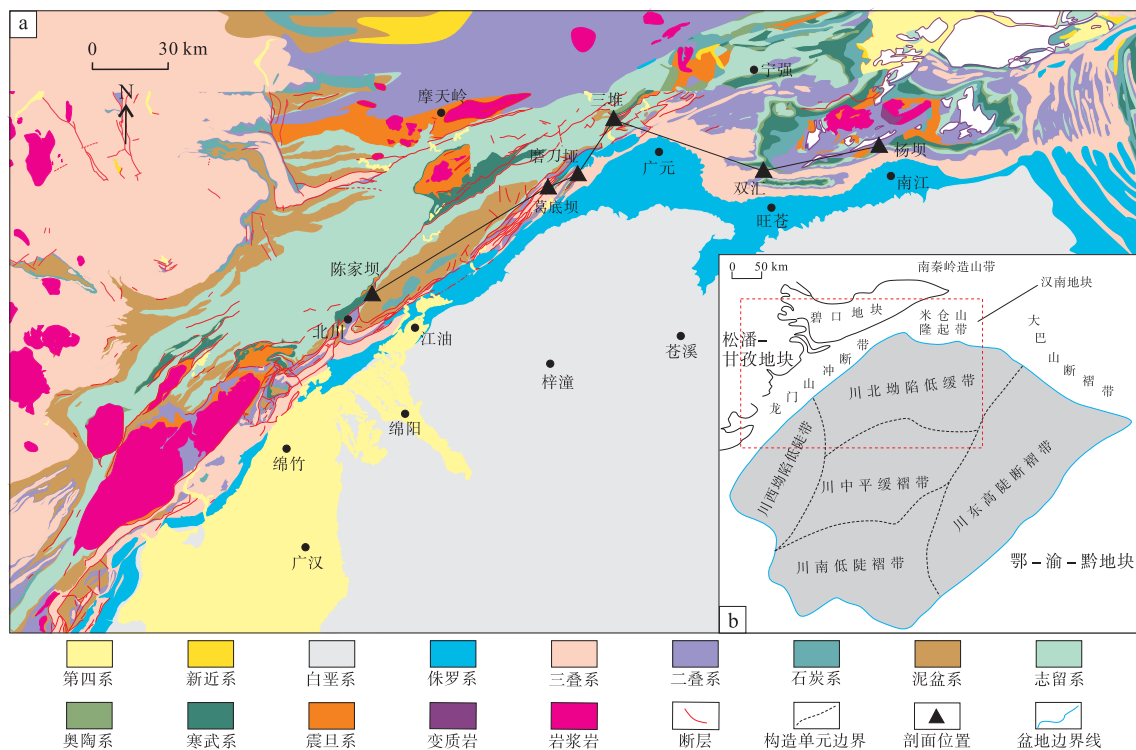 a
0 30 km
N
宁强
摩天岭
三堆
磨刀垭
广元
杨坝
双汇
南江
葛底坝
旺苍
陈家坝
北川
江油
苍溪
梓潼
绵阳
绵竹
广汉
0 50 km
南秦岭造山带
汉南地块
碧口地块
米仓山
隆起带
松潘–
甘孜地块
大巴山断褶带
龙门山冲断带
川北坳陷低缓带
川西坳陷低陡带
川中平缓褶带
川东高陡断褶带
川南低陡褶带
鄂–渝–黔地块
b
第四系 新近系 白垩系 侏罗系 三叠系 二叠系 石炭系 泥盆系 志留系
奥陶系 寒武系 震旦系 变质岩 岩浆岩 断层 构造单元边界 剖面位置 盆地边界线